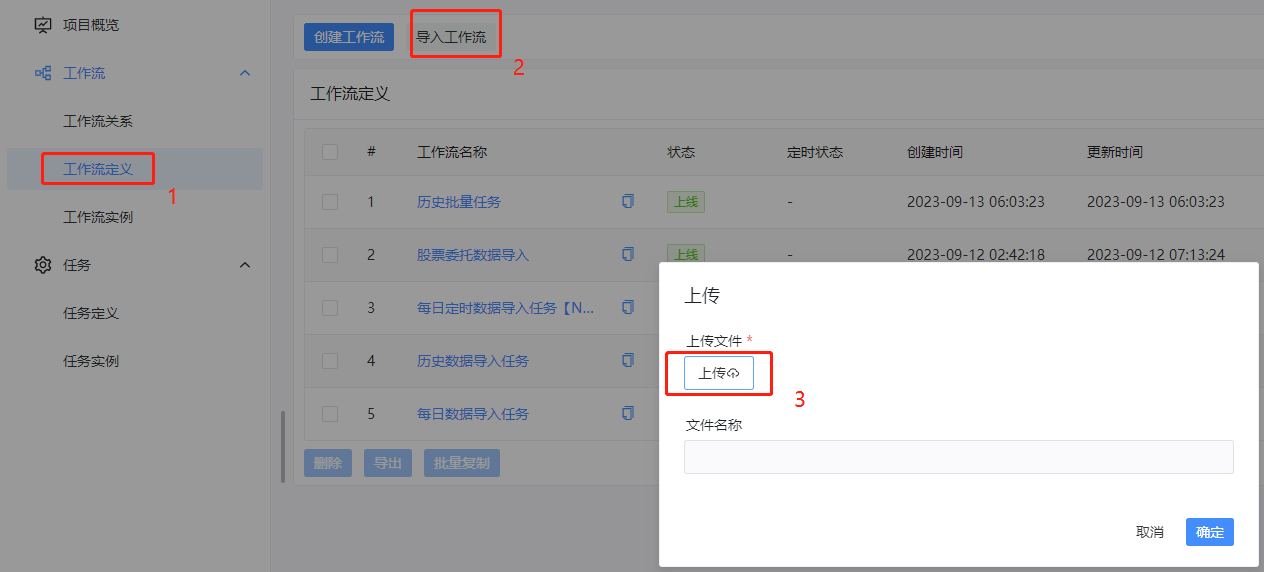 项目概览
工作流
工作流关系
工作流定义
1
工作流实例
任务
任务定义
任务实例
创建工作流
导入工作流
2
工作流定义
# 工作流名称 状态 定时状态 创建时间 更新时间
1 历史批量任务 上线 - 2023-09-13 06:03:23 2023-09-13 06:03:23
2 股票委托数据导入 上线 - 2023-09-12 02:42:18 2023-09-12 07:13:24
3 每日定时数据导入任务【N...
4 历史数据导入任务
5 每日数据导入任务
删除 导出 批量复制
上传
上传文件 *
上传
3
文件名称
取消 确定